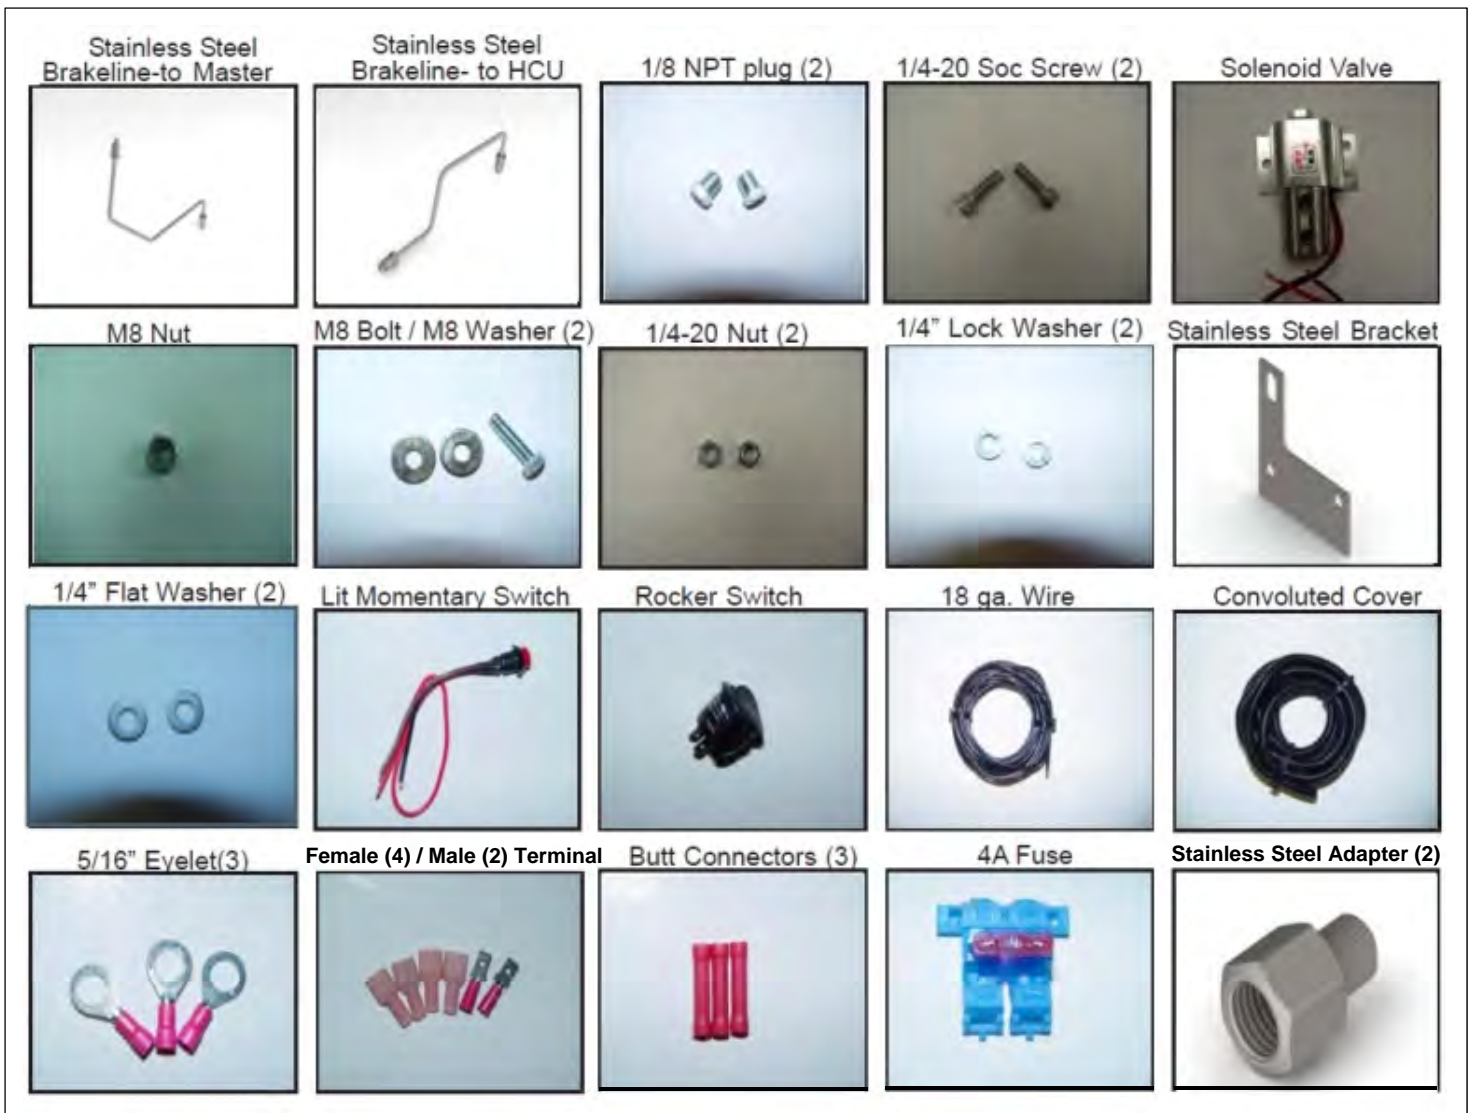 Stainless Steel
Brakeline-to Master
Stainless Steel
Brakeline- to HCU
1/8 NPT plug (2)
1/4-20 Soc Screw (2)
Solenoid Valve
M8 Nut
M8 Bolt / M8 Washer (2)
1/4-20 Nut (2)
1/4” Lock Washer (2)
Stainless Steel Bracket
1/4” Flat Washer (2)
Lit Momentary Switch
Rocker Switch
18 ga. Wire
Convoluted Cover
5/16” Eyelet(3)
Female (4) / Male (2) Terminal
Butt Connectors (3)
4A Fuse
Stainless Steel Adapter (2)